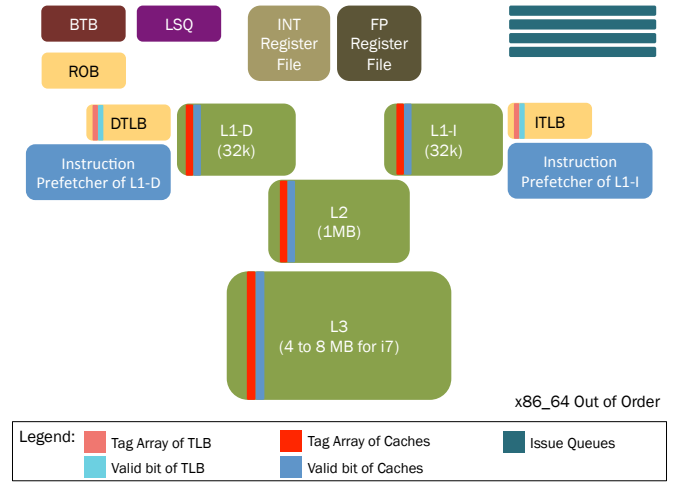 BTB
LSQ
INT
Register
File
FP
Register
File
ROB
DTLB
L1-D
(32k)
L1-I
(32k)
ITLB
Instruction
Prefetcher of L1-D
Instruction
Prefetcher of L1-I
L2
(1MB)
L3
(4 to 8 MB for i7)
x86_64 Out of Order
Legend:
Tag Array of TLB
Tag Array of Caches
Issue Queues
Valid bit of TLB
Valid bit of Caches